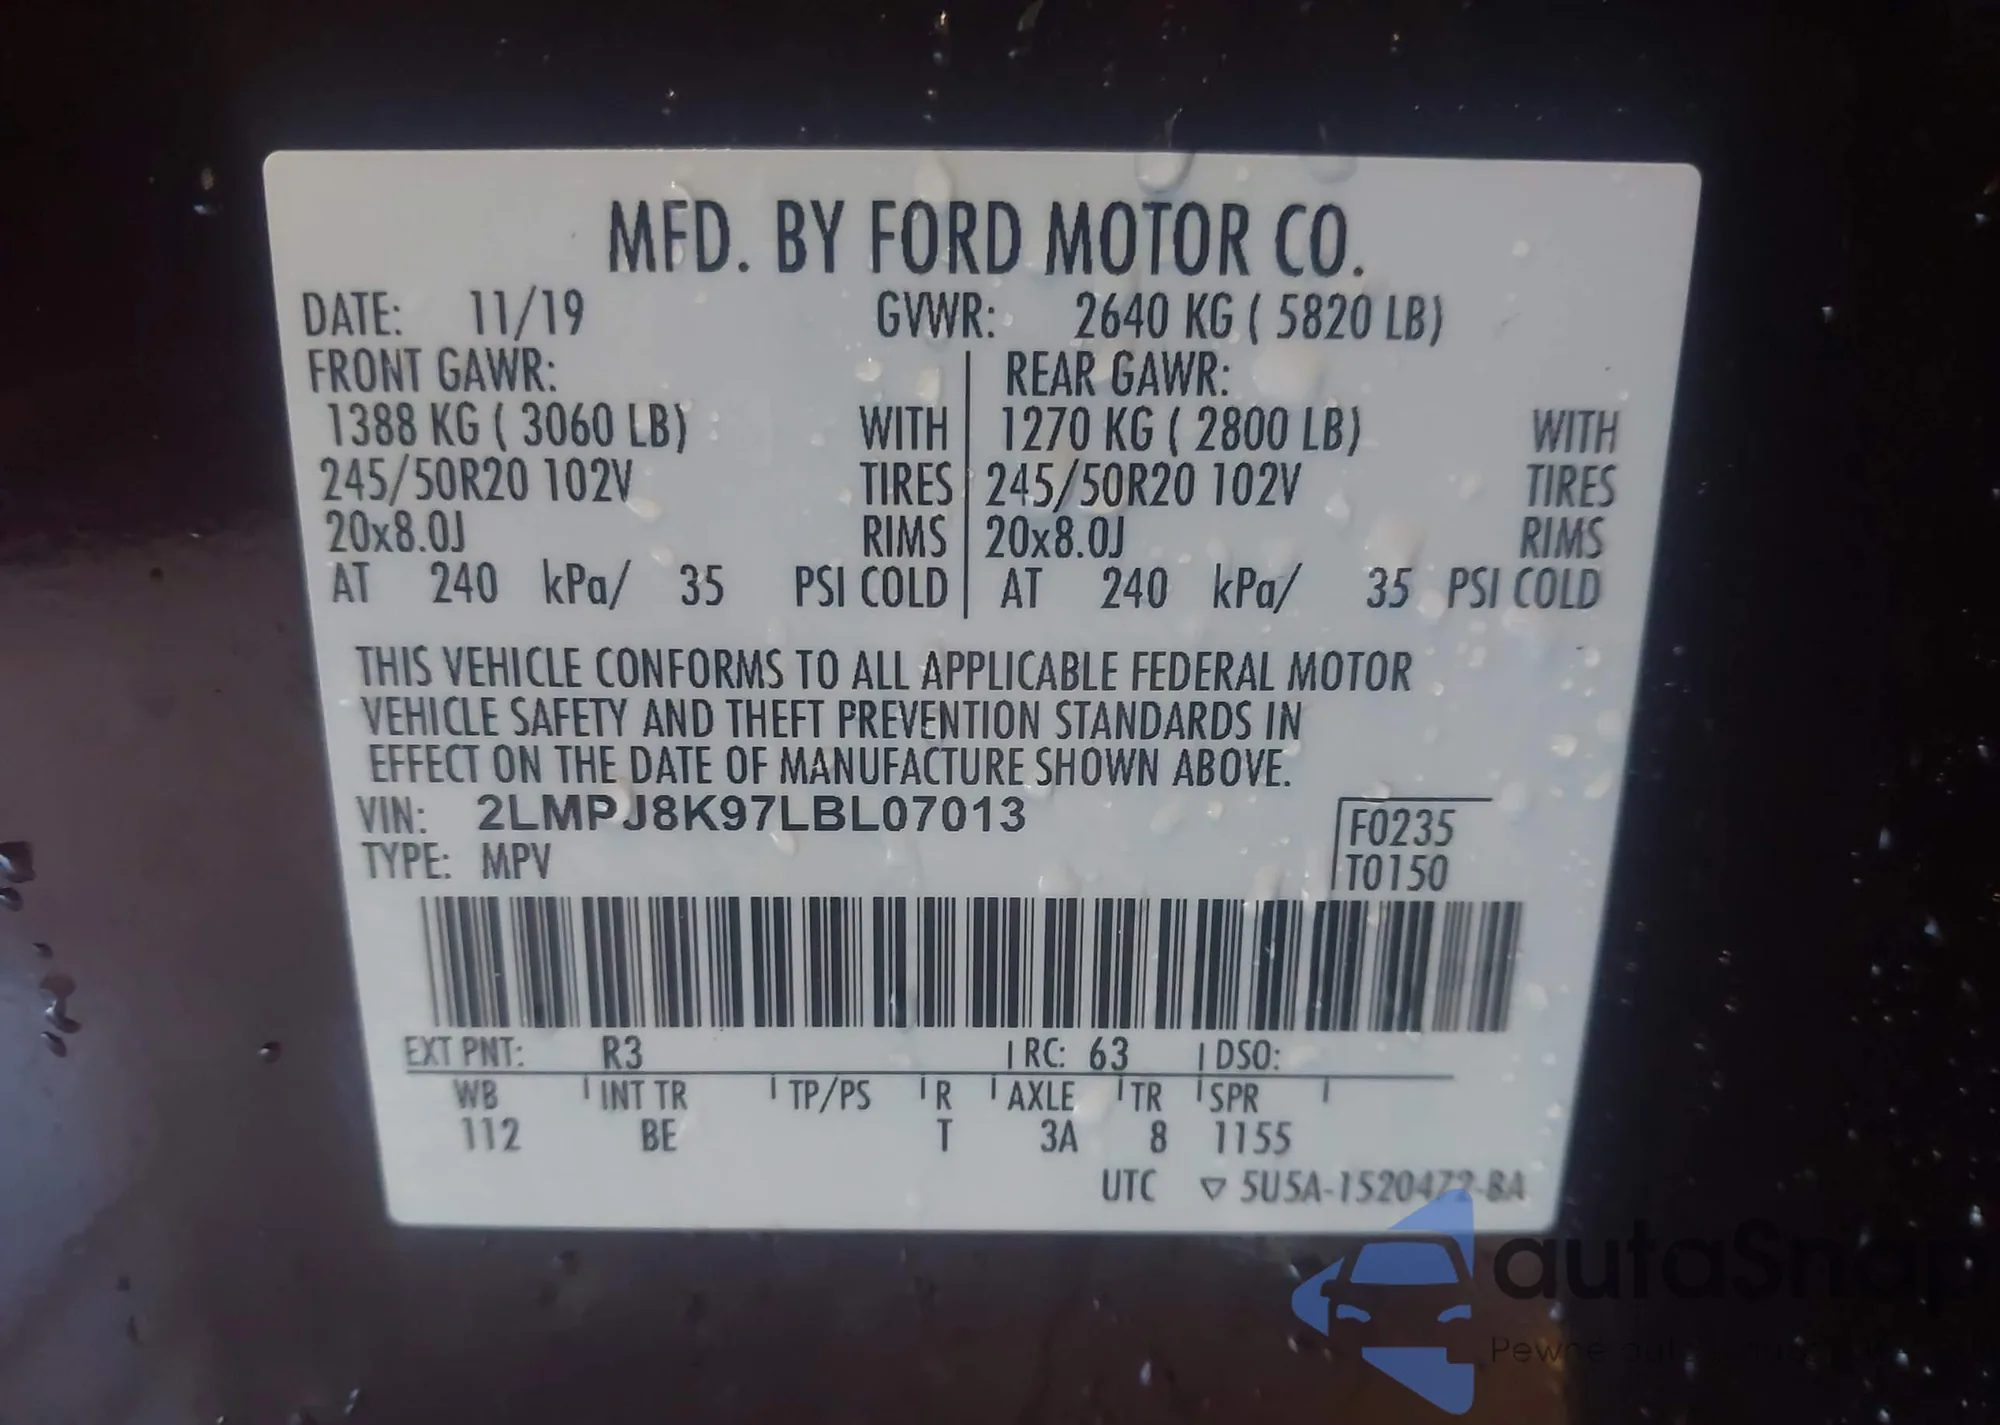 MFD. BY FORD MOTOR CO.
DATE: 11/19 GVWR: 2640 KG ( 5820 LB)
FRONT GAWR: REAR GAWR:
1388 KG ( 3060 LB) WITH 1270 KG ( 2800 LB) WITH
245/50R20 102V TIRES 245/50R20 102V TIRES
20x8.0J RIMS 20x8.0J RIMS
AT 240 kPa/ 35 PSI COLD AT 240 kPa/ 35 PSI COLD
THIS VEHICLE CONFORMS TO ALL APPLICABLE FEDERAL MOTOR
VEHICLE SAFETY AND THEFT PREVENTION STANDARDS IN
EFFECT ON THE DATE OF MANUFACTURE SHOWN ABOVE.
VIN: 2LMPJ8K97LBL07013
F0235
TYPE: MPV
T0150
EXT PNT: R3 RC: 63 DSO:
WB INT TR TP/PS R AXLE TR SPR
112 BE T 3A 8 1155
UTC ▽ 5U5A-1520472-BA
autaSnap
Pewne